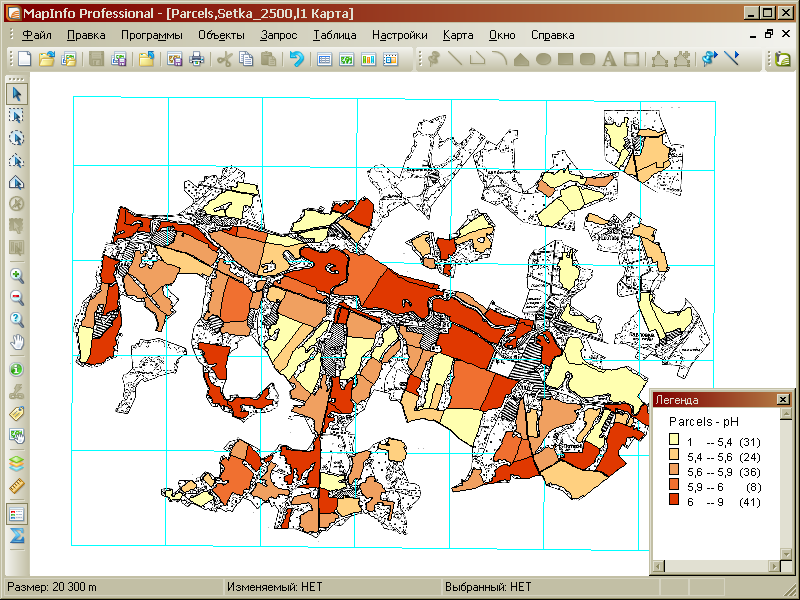 MapInfo Professional - [Parcels,Setka_2500,l1 Карта]
Файл Правка Программы Объекты Запрос Таблица Настройки Карта Окно Справка
Легенда
Parcels - pH
1 -- 5,4 (31)
5,4 -- 5,6 (24)
5,6 -- 5,9 (36)
5,9 -- 6 (8)
6 -- 9 (41)
Размер: 20 300 m Изменяемый: НЕТ Выбранный: НЕТ